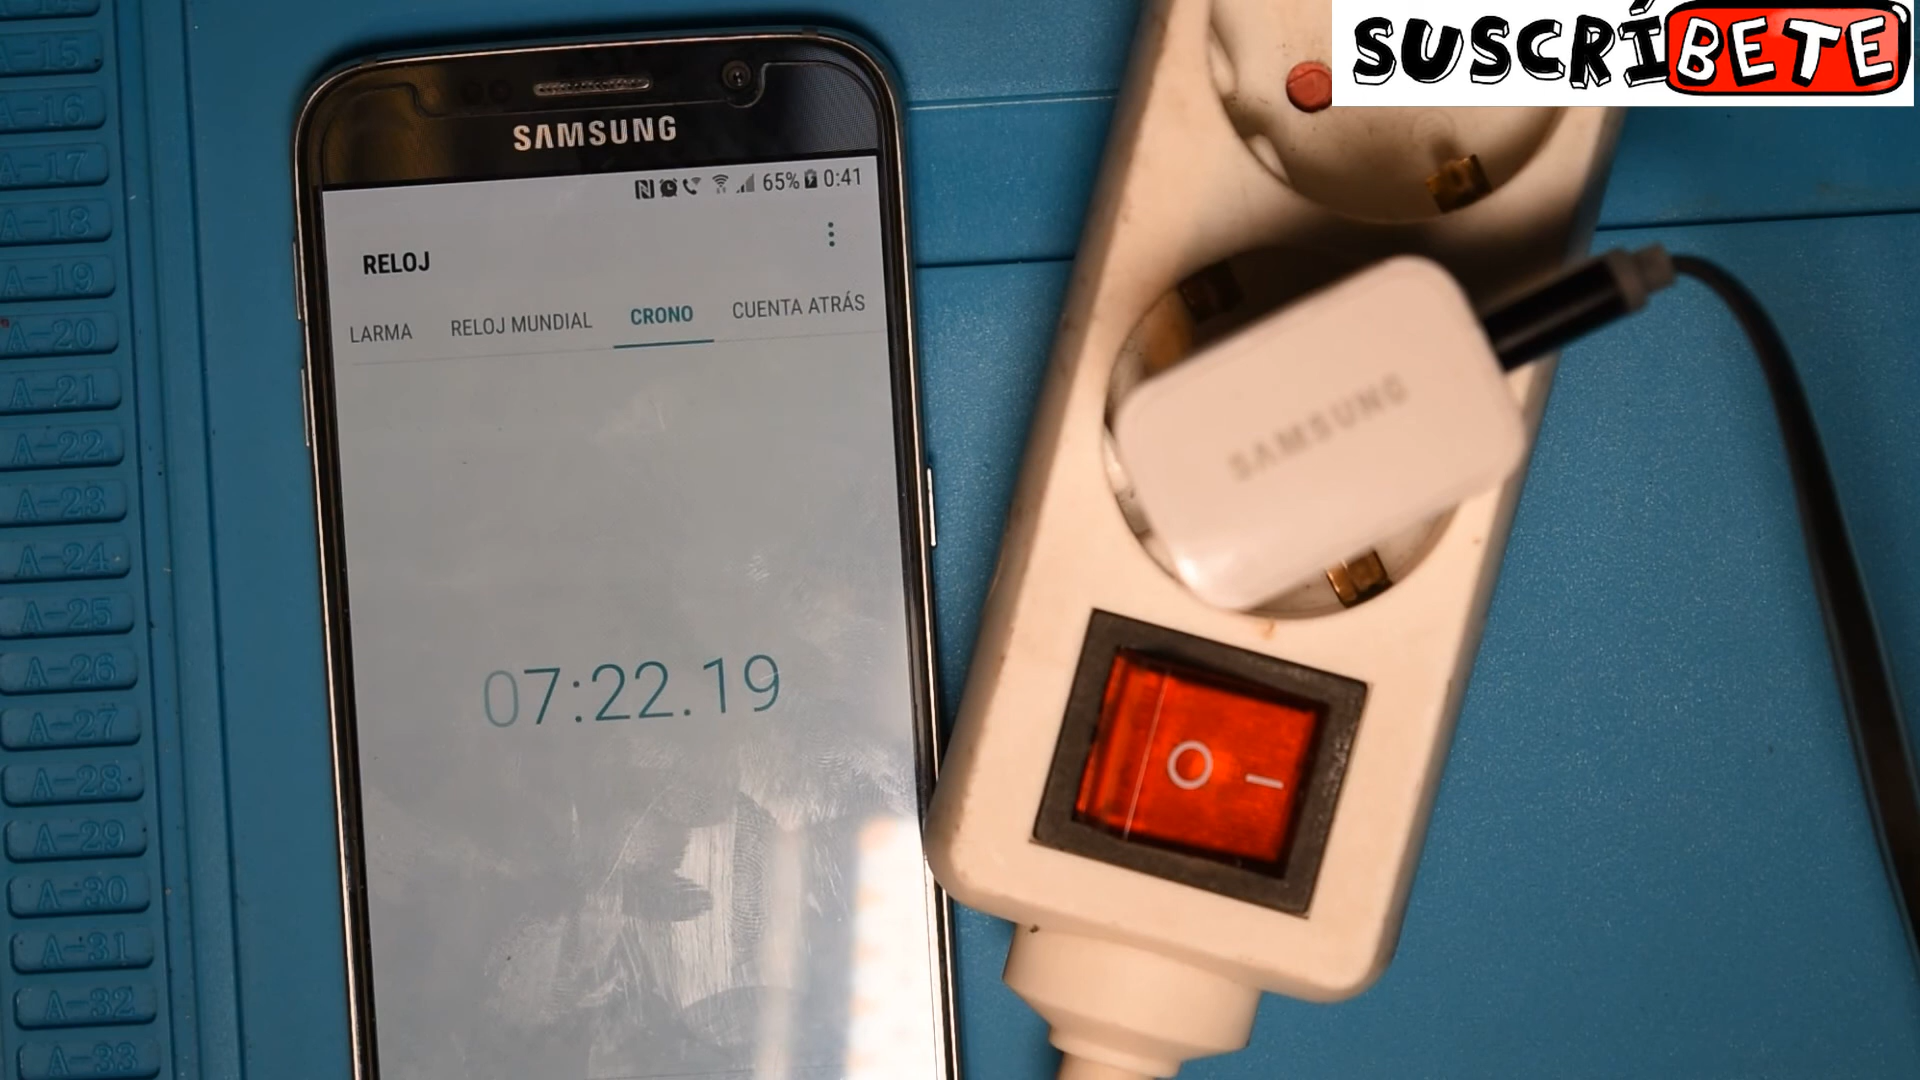 SUSCRÍBETE
SAMSUNG
65% 0:41
RELOJ
LARMA RELOJ MUNDIAL CRONO CUENTA ATRÁS
07:22.19
SAMSUNG
O I
A-15
A-16
A-17
A-18
A-19
A-20
A-21
A-22
A-23
A-24
A-25
A-26
A-27
A-28
A-29
A-30
A-31
A-32
A-33